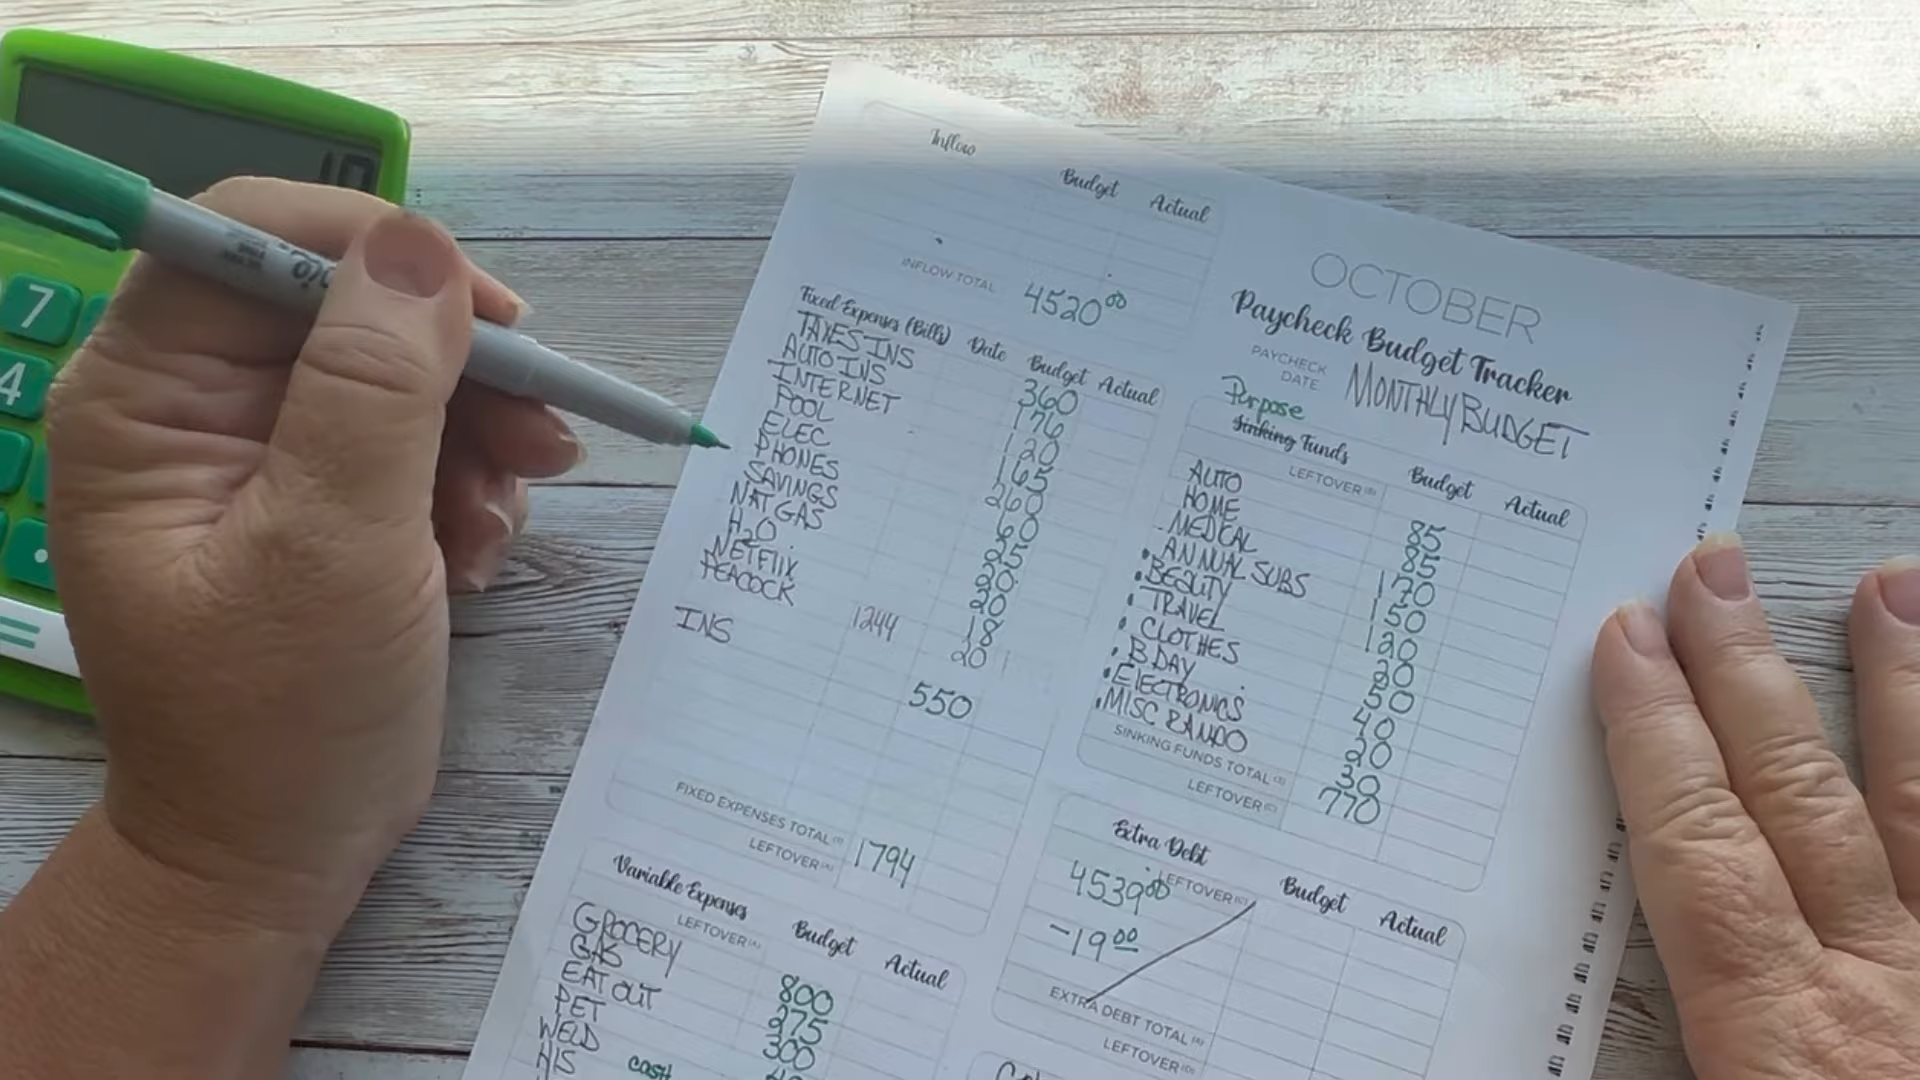 Inflow Budget Actual
INFLOW TOTAL 4520 00
Fixed Expenses (Bills) Date Budget Actual
TAXES INS 360
AUTO INS 176
INTERNET 120
POOL 165
ELEC 260
PHONES 60
SAVINGS 25
NAT GAS 20
H2O 20
NETFLIX 18
PEACOCK 1244 20
INS 550
FIXED EXPENSES TOTAL 1794
LEFTOVER (A)
Variable Expenses Budget Actual
LEFTOVER (A)
GROCERY 800
GAS 275
EAT OUT 300
PET
WELD
HIS cash
OCTOBER
Paycheck Budget Tracker
PAYCHECK DATE MONTHLY BUDGET
Purpose
Sinking Funds Budget Actual
LEFTOVER (B)
AUTO 85
HOME 85
MEDICAL 170
ANNUAL SUBS 150
BEAUTY 120
TRAVEL 20
CLOTHES 50
B DAY 40
ELECTRONICS 20
MISC RANDO 30
SINKING FUNDS TOTAL 770
LEFTOVER (C)
Extra Debt Budget Actual
LEFTOVER (C)
4539 00
-19 00
EXTRA DEBT TOTAL
LEFTOVER (D)
7
4
=